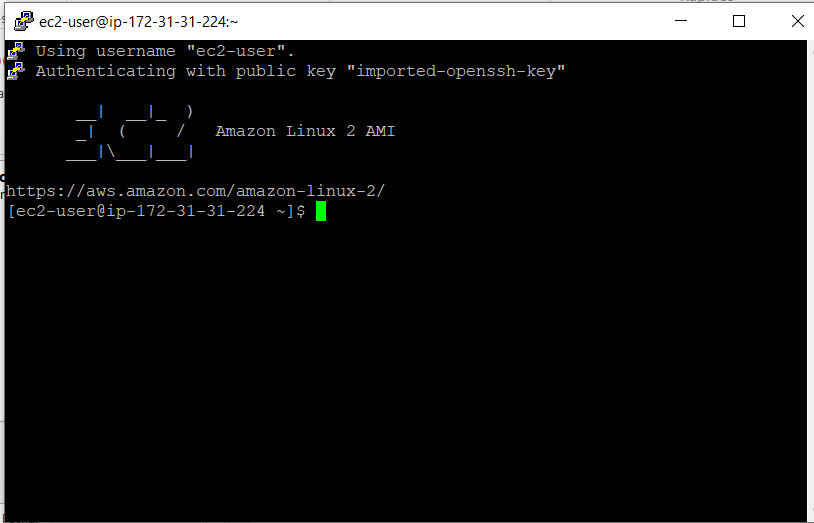 ec2-user@ip-172-31-31-224:~
Using username "ec2-user".
Authenticating with public key "imported-openssh-key"
       __|  __|_  )
       _|  (     /   Amazon Linux 2 AMI
      ___|\___|___|
https://aws.amazon.com/amazon-linux-2/
[ec2-user@ip-172-31-31-224 ~]$